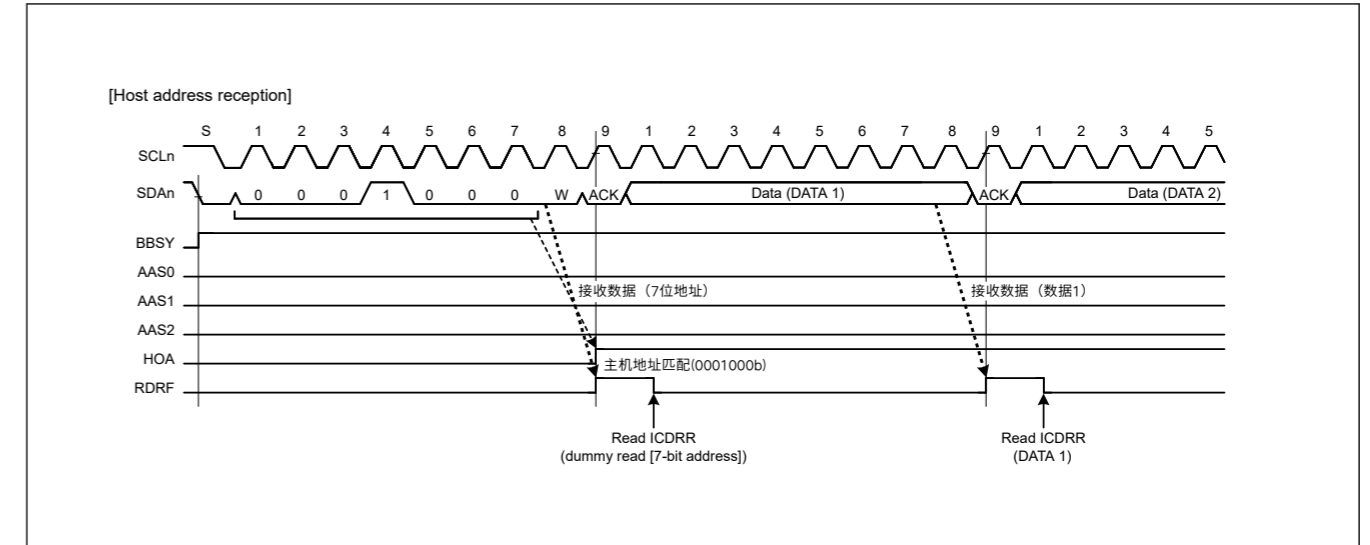 [Host address reception]
S 1 2 3 4 5 6 7 8 9 1 2 3 4 5 6 7 8 9 1 2 3 4 5
SCLn
SDAn 0 0 0 1 0 0 0 W ACK Data (DATA 1) ACK Data (DATA 2)
BBSY
AAS0
接收数据（7位地址） 接收数据（数据1）
AAS1
AAS2
HOA
主机地址匹配(0001000b)
RDRF
Read ICDRR Read ICDRR
(dummy read [7-bit address]) (DATA 1)